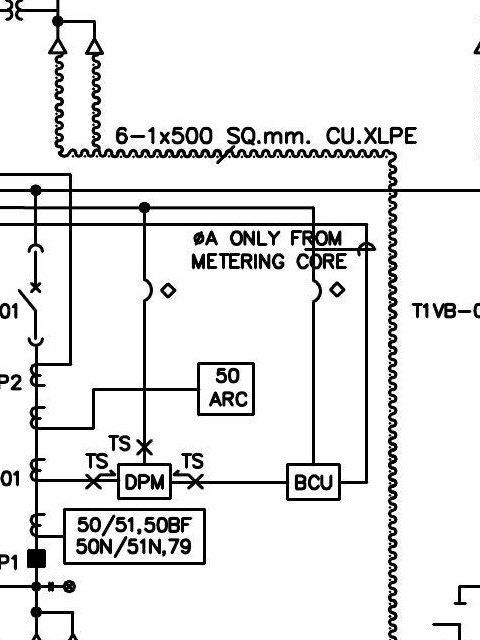 6-1x500 SQ.mm. CU.XLPE
øA ONLY FROM
METERING CORE
01
T1VB-0
P2
50
ARC
TS
TS
TS
01
DPM
BCU
50/51,50BF
50N/51N,79
P1